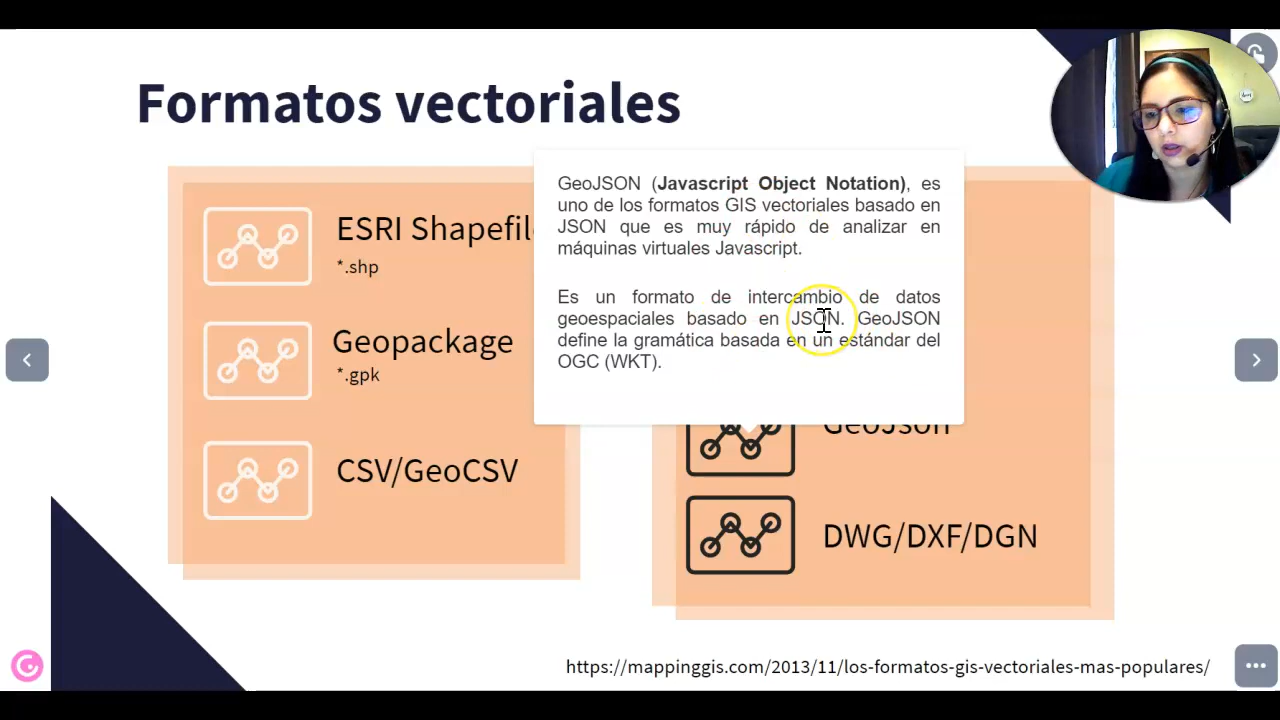 Formatos vectoriales
ESRI Shapefil
*.shp
Geopackage
*.gpk
CSV/GeoCSV
GeoJSON (Javascript Object Notation), es
uno de los formatos GIS vectoriales basado en
JSON que es muy rápido de analizar en
máquinas virtuales Javascript.
Es un formato de intercambio de datos
geoespaciales basado en JSON. GeoJSON
define la gramática basada en un estándar del
OGC (WKT).
GeoJson
DWG/DXF/DGN
https://mappinggis.com/2013/11/los-formatos-gis-vectoriales-mas-populares/